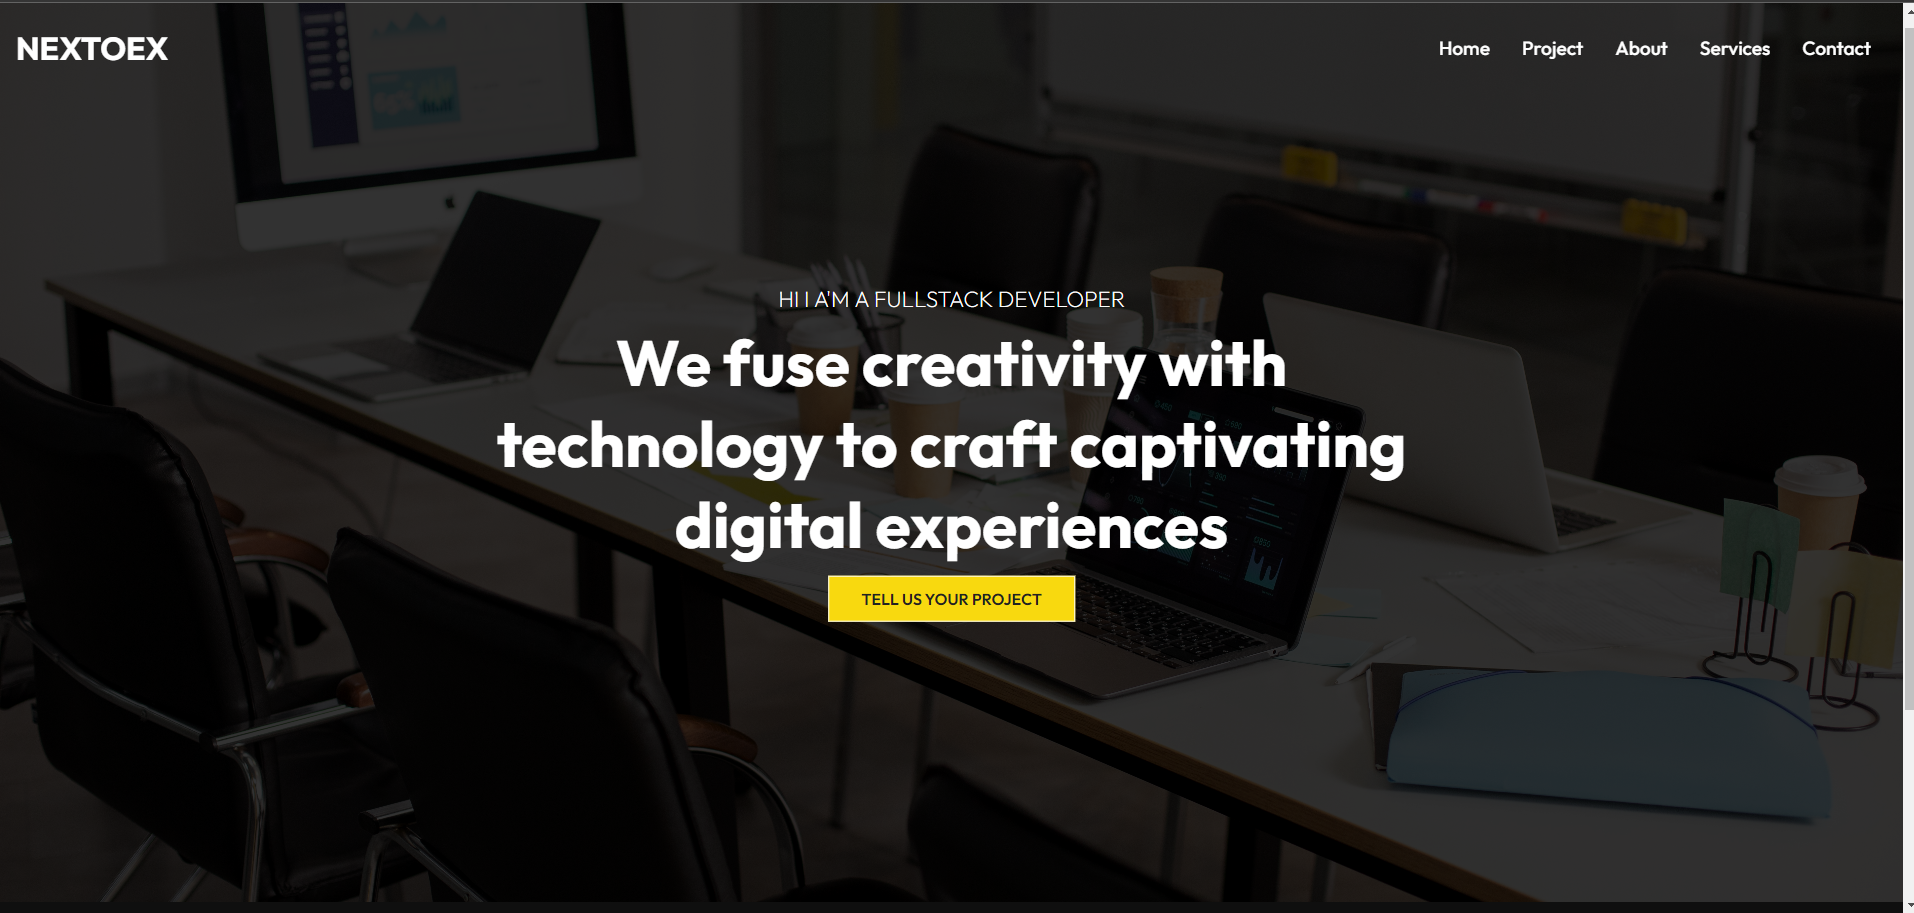 NEXTOEX
Home Project About Services Contact
HI I A'M A FULLSTACK DEVELOPER
We fuse creativity with
technology to craft captivating
digital experiences
TELL US YOUR PROJECT